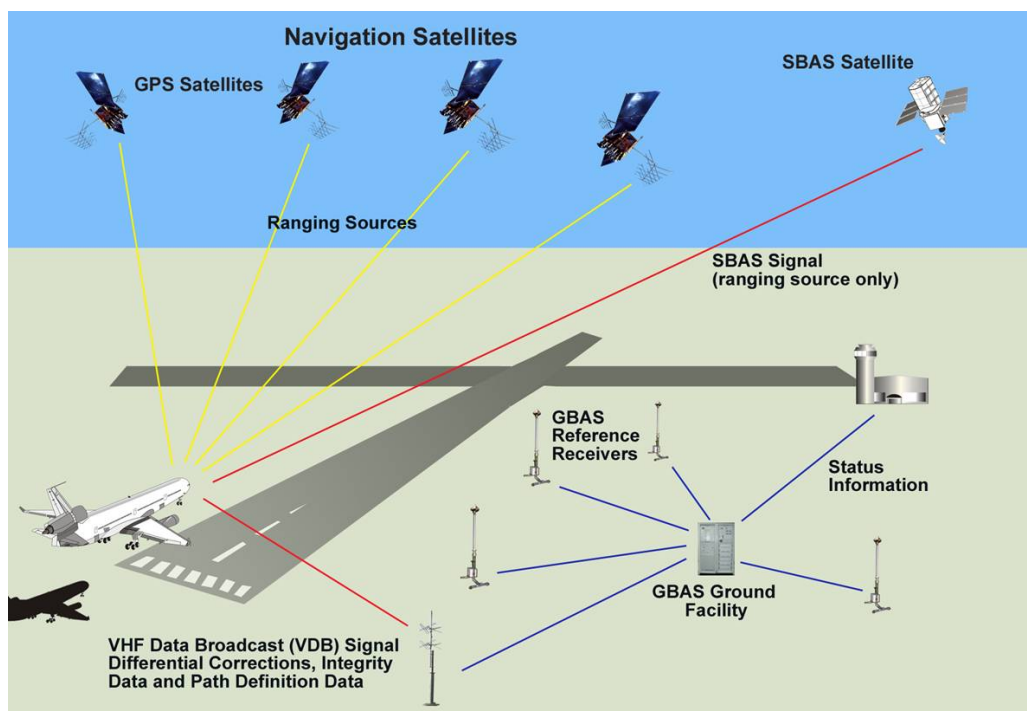 Navigation Satellites
GPS Satellites
SBAS Satellite
Ranging Sources
SBAS Signal
(ranging source only)
GBAS
Reference
Receivers
Status
Information
GBAS Ground
Facility
VHF Data Broadcast (VDB) Signal
Differential Corrections, Integrity
Data and Path Definition Data